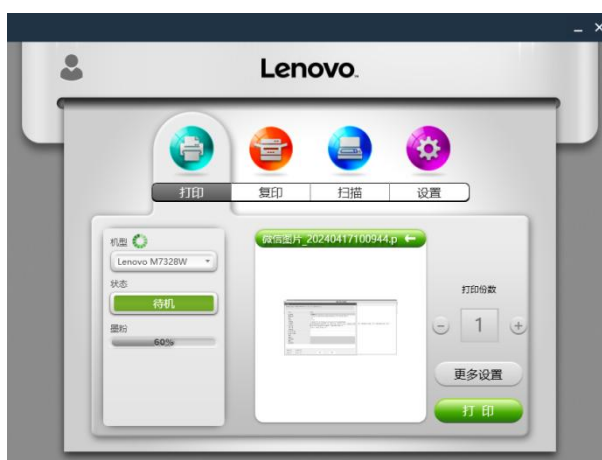 Lenovo
打印
复印
扫描
设置
机型
Lenovo M7328W
状态
待机
墨粉
60%
微信图片_20240417100944.p
打印份数
1
更多设置
打 印